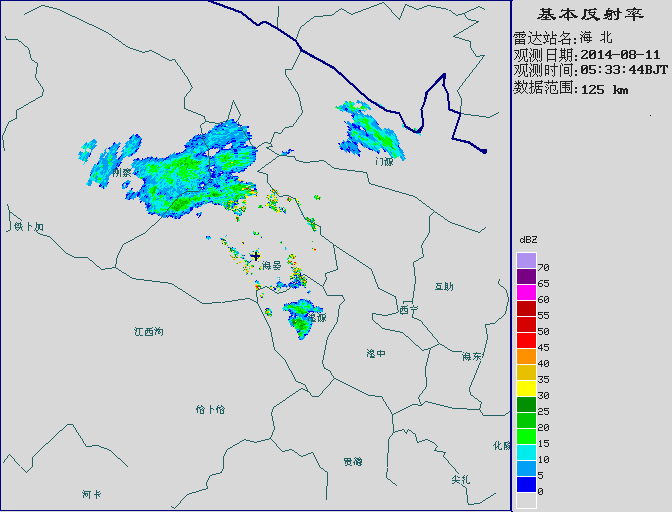 基本反射率
雷达站名:海 北
观测日期:2014-08-11
观测时间:05:33:44BJT
数据范围:125 km
门源
刚察
铁卜加
海晏
互助
西宁
湟源
江西沟
湟中
海东
恰卜恰
化隆
贵德
尖扎
河卡
dBZ
70
65
60
55
50
45
40
35
30
25
20
15
10
5
0